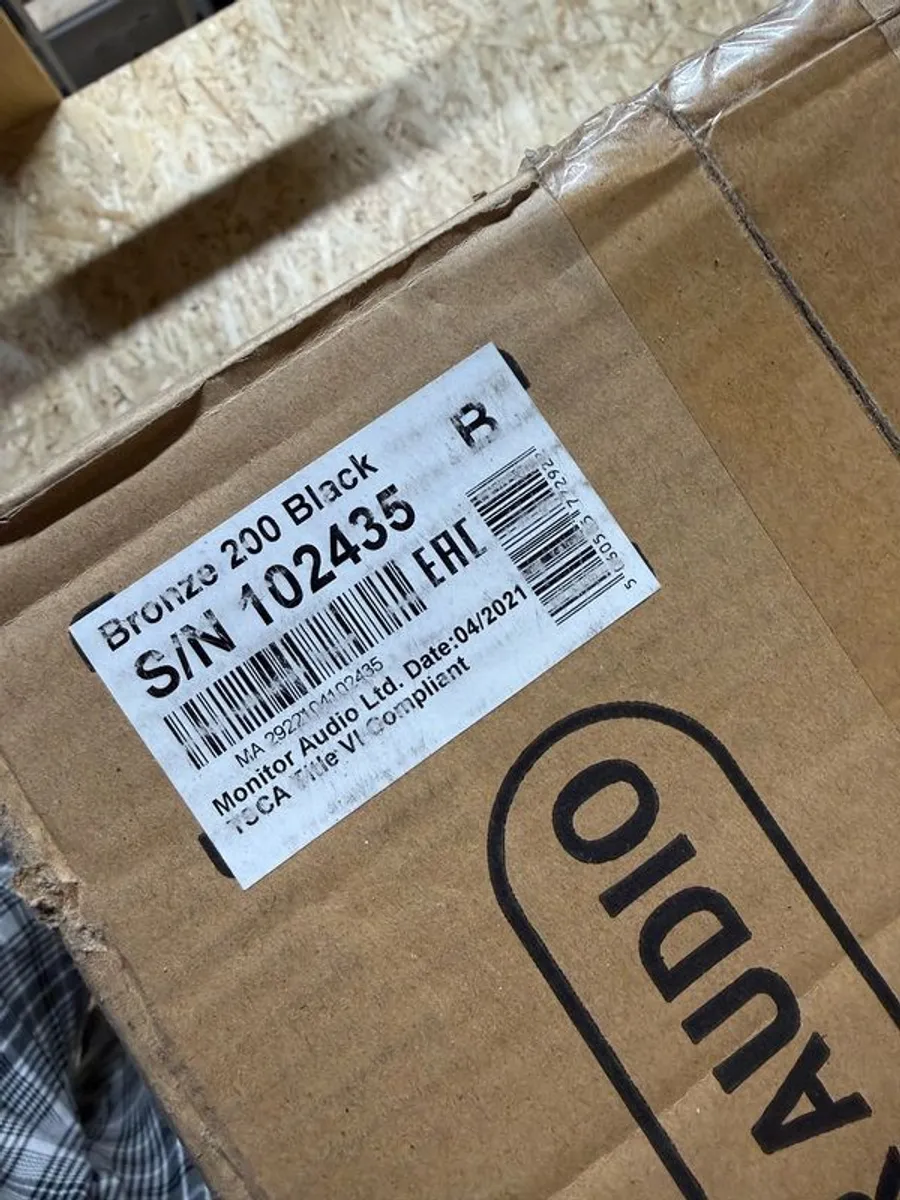 Bronze 200 Black
R
S/N 102435
EAC
MA 2922104102435
Monitor Audio Ltd. Date:04/2021
TSCA Title VI Compliant
AUDIO